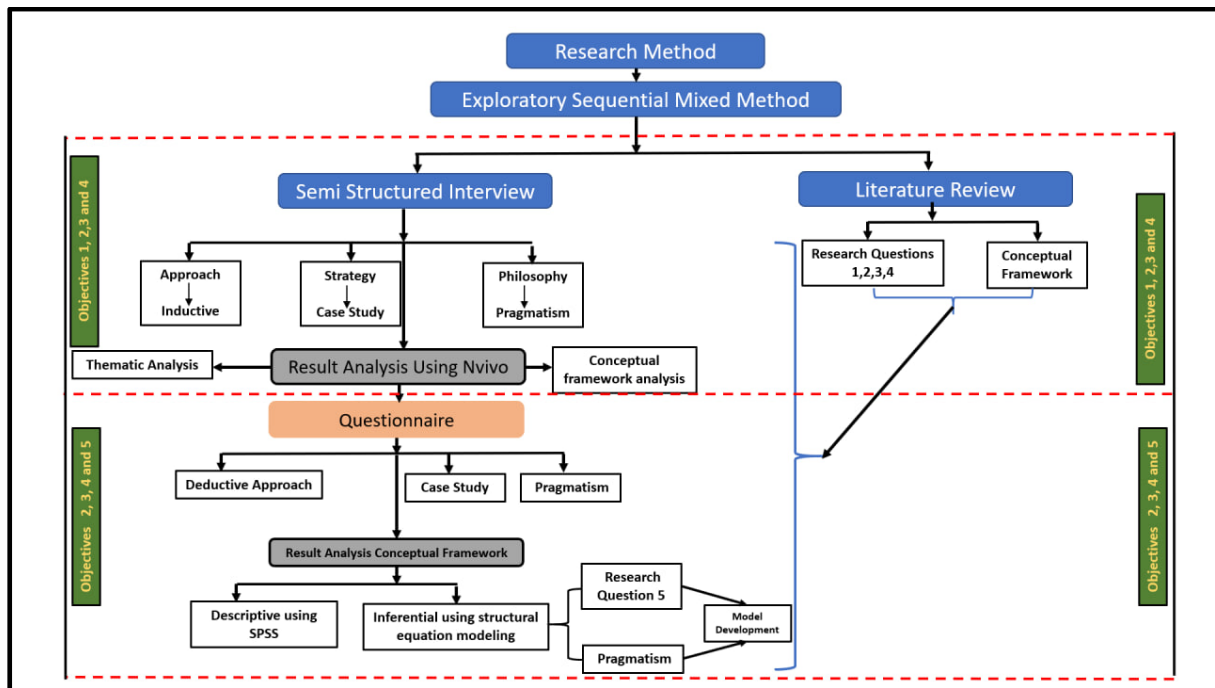 Research Method
Exploratory Sequential Mixed Method
Objectives 1, 2,3 and 4
Semi Structured Interview
Literature Review
Objectives 1, 2,3 and 4
Research Questions
1,2,3,4
Conceptual
Framework
Approach
Inductive
Strategy
Case Study
Philosophy
Pragmatism
Thematic Analysis
Result Analysis Using Nvivo
Conceptual
framework analysis
Questionnaire
Objectives 2, 3, 4 and 5
Objectives 2, 3, 4 and 5
Deductive Approach
Case Study
Pragmatism
Result Analysis Conceptual Framework
Descriptive using
SPSS
Inferential using structural
equation modeling
Research
Question 5
Pragmatism
Model
Development